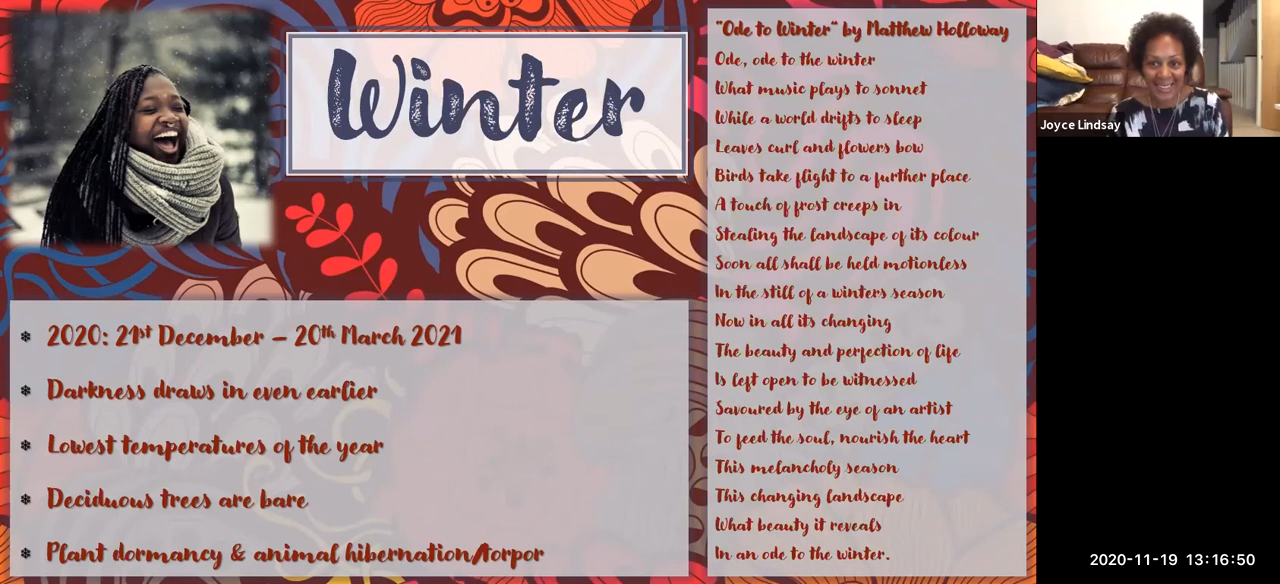 Winter
2020: 21st December – 20th March 2021
Darkness draws in even earlier
Lowest temperatures of the year
Deciduous trees are bare
Plant dormancy & animal hibernation/torpor
"Ode to Winter" by Matthew Holloway
Ode, ode to the winter
What music plays to sonnet
While a world drifts to sleep
Leaves curl and flowers bow
Birds take flight to a further place
A touch of frost creeps in
Stealing the landscape of its colour
Soon all shall be held motionless
In the still of a winters season
Now in all its changing
The beauty and perfection of life
Is left open to be witnessed
Savoured by the eye of an artist
To feed the soul, nourish the heart
This melancholy season
This changing landscape
What beauty it reveals
In an ode to the winter.
Joyce Lindsay
2020-11-19 13:16:50